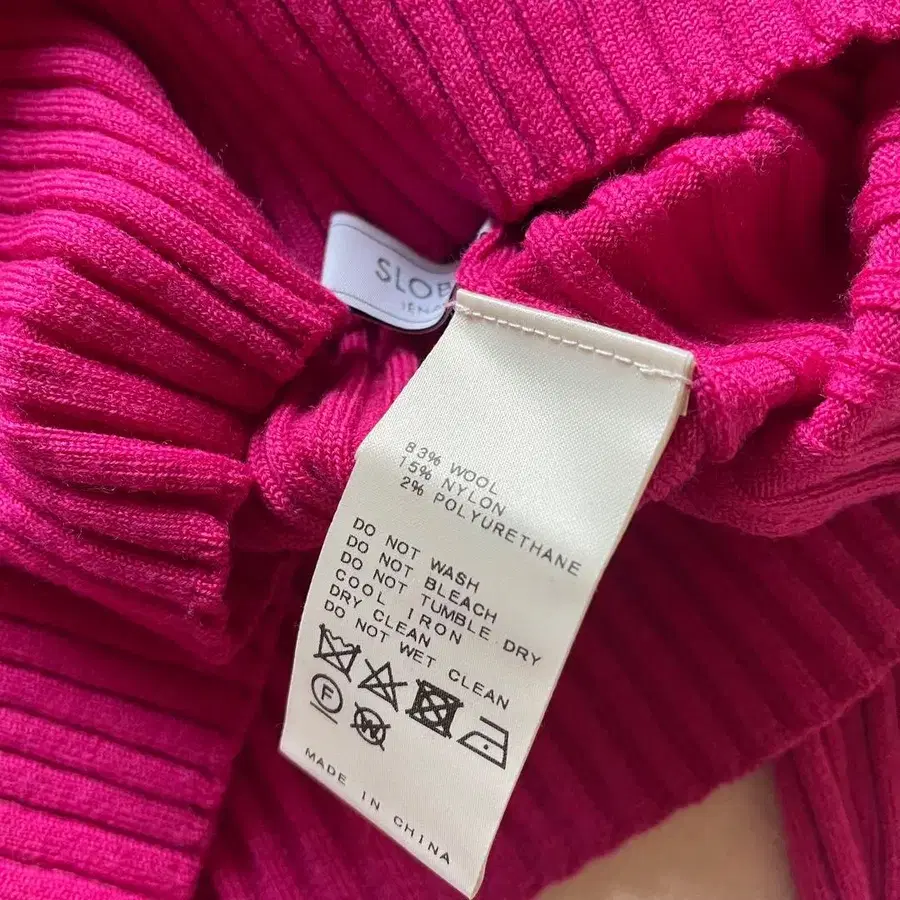 83% WOOL
15% NYLON
2% POLYURETHANE
DO NOT WASH
DO NOT BLEACH
DO NOT TUMBLE DRY
COOL IRON
DRY CLEAN
DO NOT WET CLEAN
F
W
MADE IN CHINA